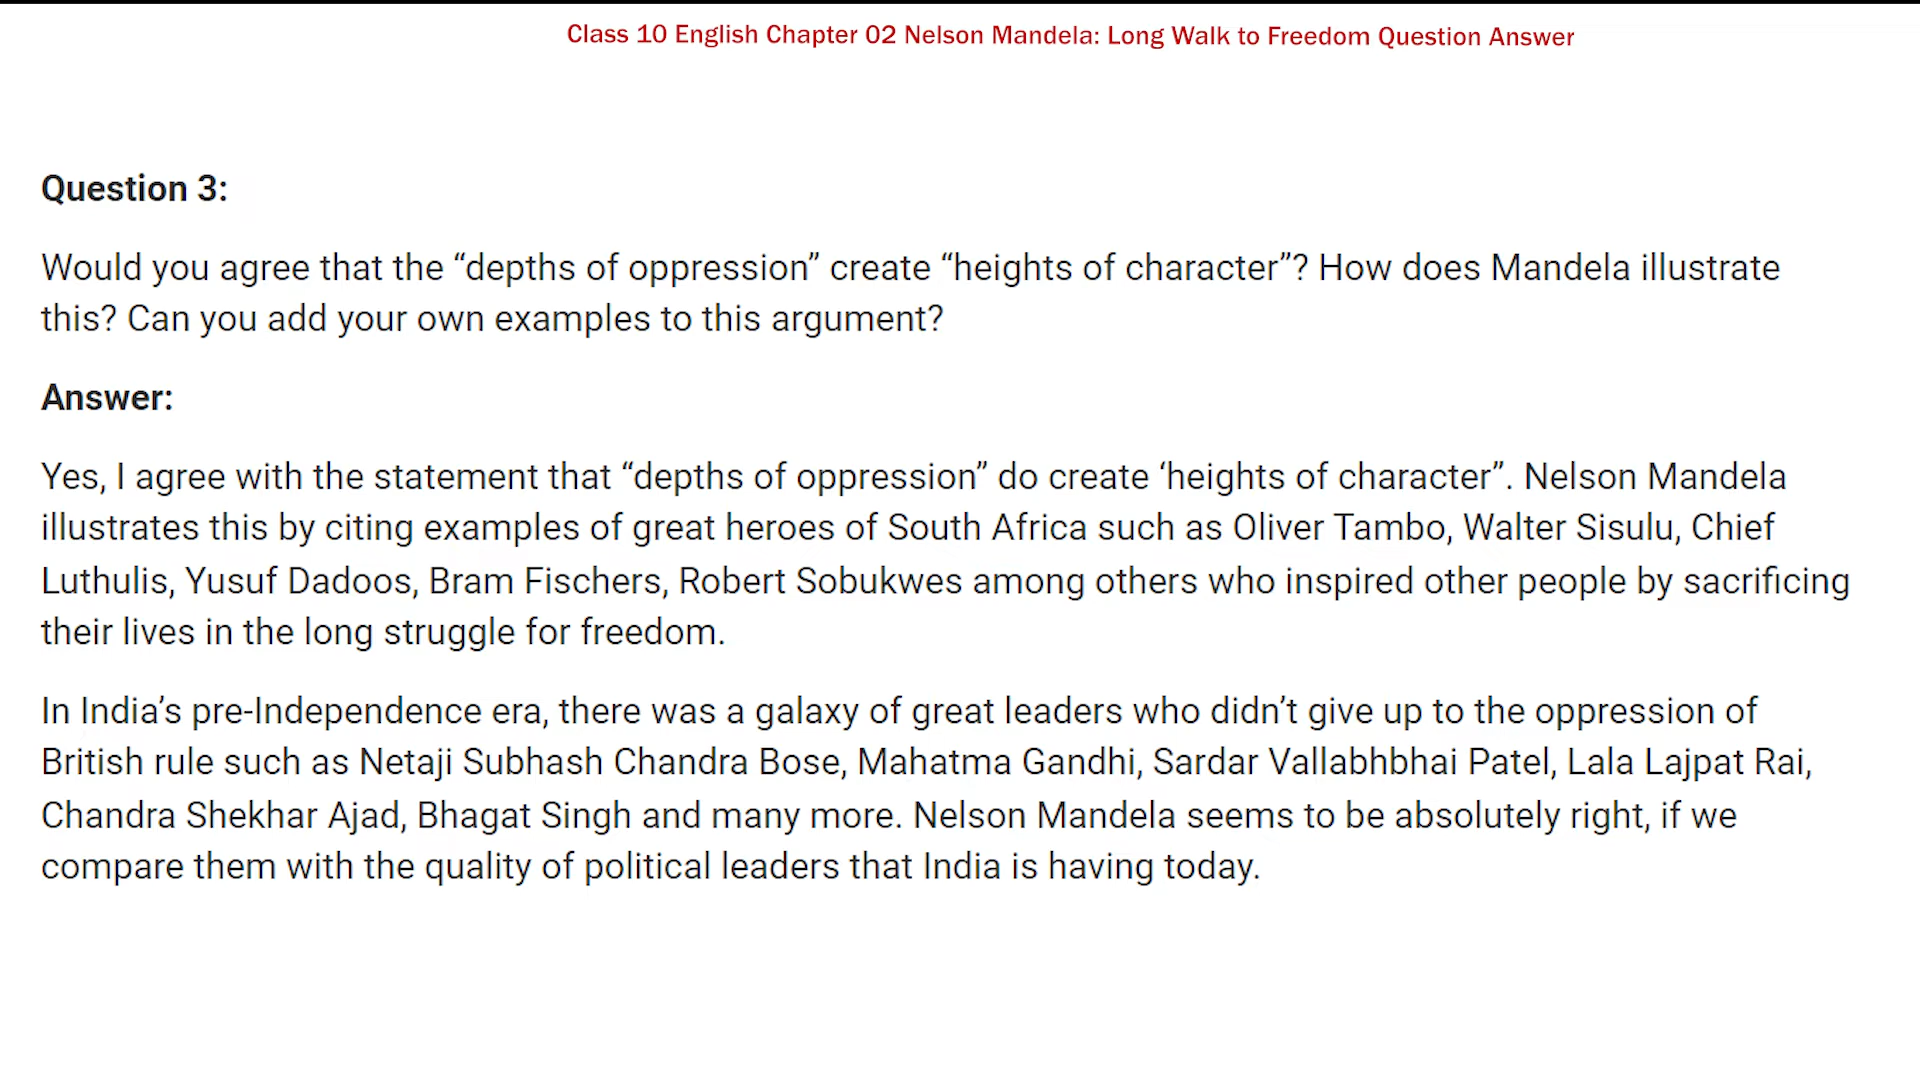 Class 10 English Chapter 02 Nelson Mandela: Long Walk to Freedom Question Answer
Question 3:
Would you agree that the “depths of oppression” create “heights of character”? How does Mandela illustrate
this? Can you add your own examples to this argument?
Answer:
Yes, I agree with the statement that “depths of oppression” do create ‘heights of character”. Nelson Mandela
illustrates this by citing examples of great heroes of South Africa such as Oliver Tambo, Walter Sisulu, Chief
Luthulis, Yusuf Dadoos, Bram Fischers, Robert Sobukwes among others who inspired other people by sacrificing
their lives in the long struggle for freedom.
In India’s pre-Independence era, there was a galaxy of great leaders who didn’t give up to the oppression of
British rule such as Netaji Subhash Chandra Bose, Mahatma Gandhi, Sardar Vallabhbhai Patel, Lala Lajpat Rai,
Chandra Shekhar Ajad, Bhagat Singh and many more. Nelson Mandela seems to be absolutely right, if we
compare them with the quality of political leaders that India is having today.